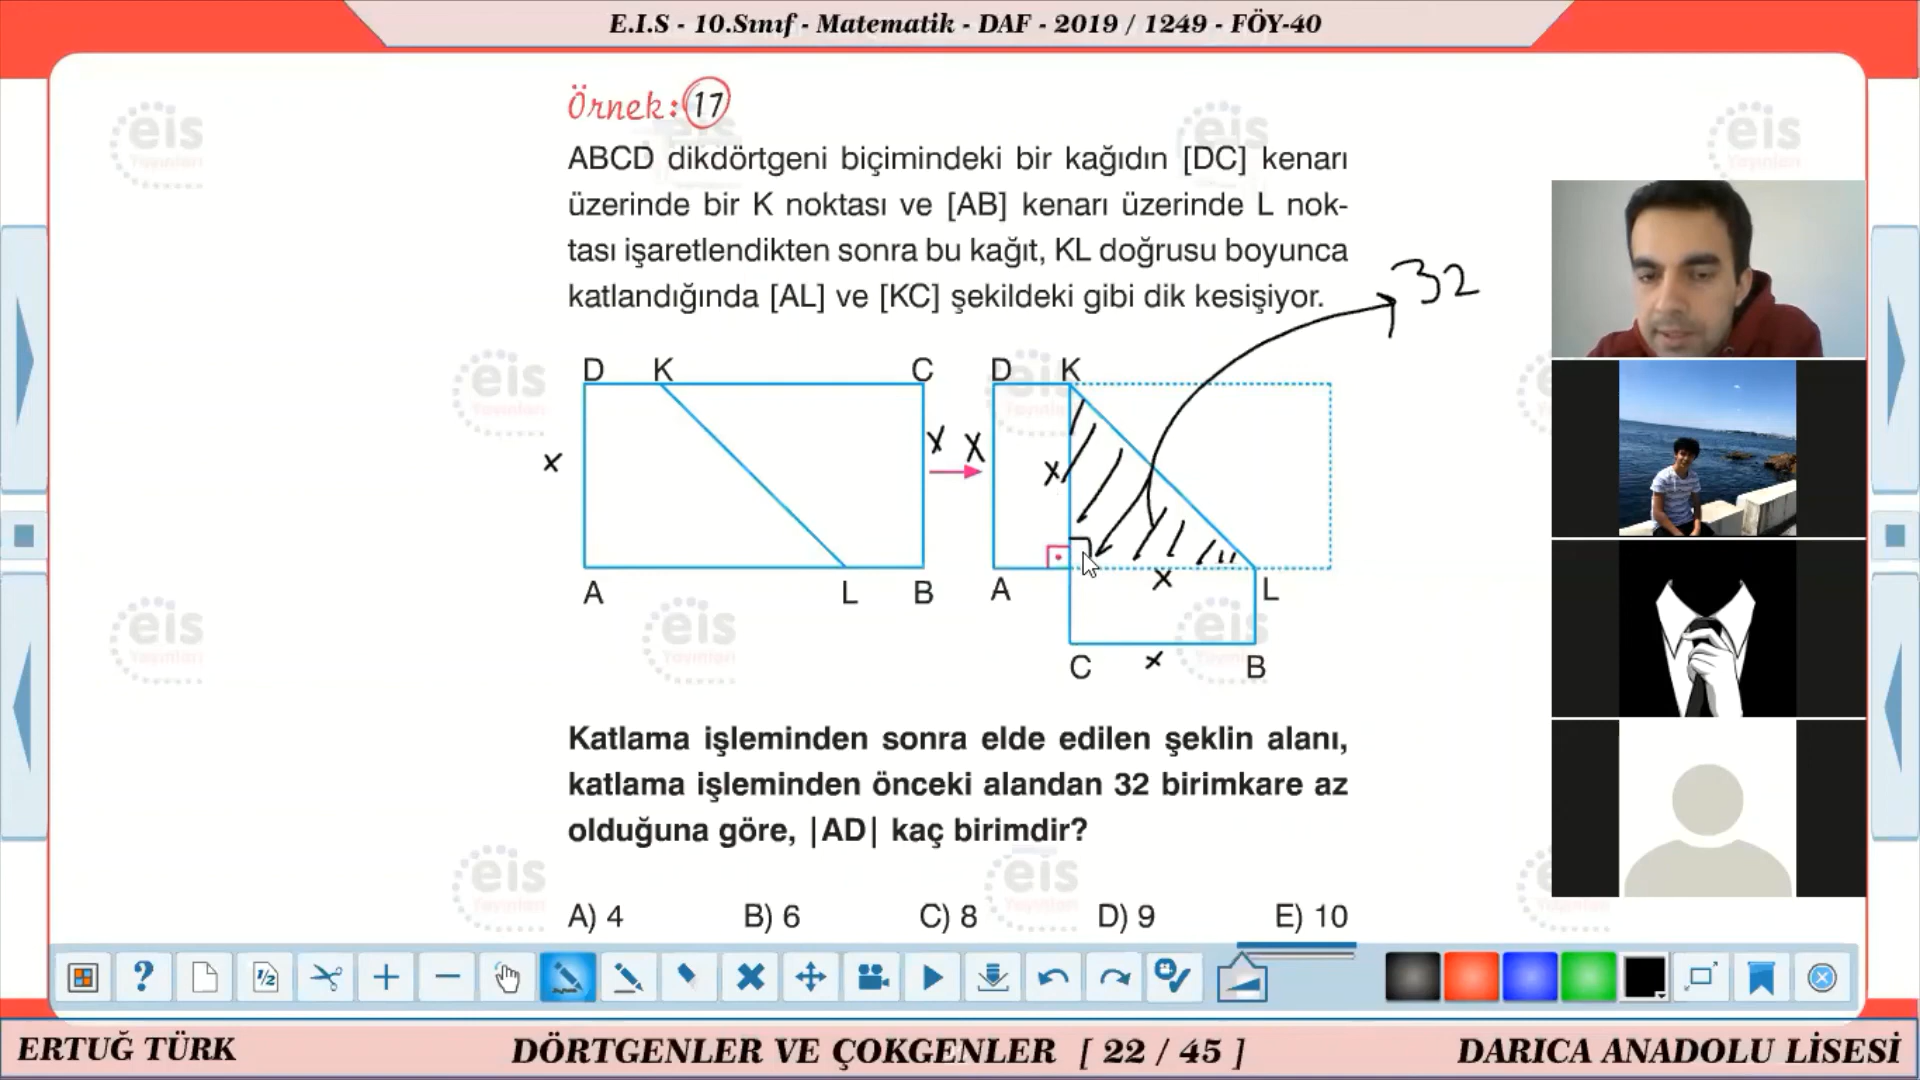 E.I.S - 10.Sınıf - Matematik - DAF - 2019 / 1249 - FÖY-40
Örnek: 17
ABCD dikdörtgeni biçimindeki bir kağıdın [DC] kenarı
üzerinde bir K noktası ve [AB] kenarı üzerinde L nok-
tası işaretlendikten sonra bu kağıt, KL doğrusu boyunca
katlandığında [AL] ve [KC] şekildeki gibi dik kesişiyor.
32
D K C D K
x x x x
A L B A x L
C x B
Katlama işleminden sonra elde edilen şeklin alanı,
katlama işleminden önceki alandan 32 birimkare az
olduğuna göre, |AD| kaç birimdir?
A) 4 B) 6 C) 8 D) 9 E) 10
? 1/2
ERTUĞ TÜRK DÖRTGENLER VE ÇOKGENLER [ 22 / 45 ] DARICA ANADOLU LİSESİ
eis Yayınları